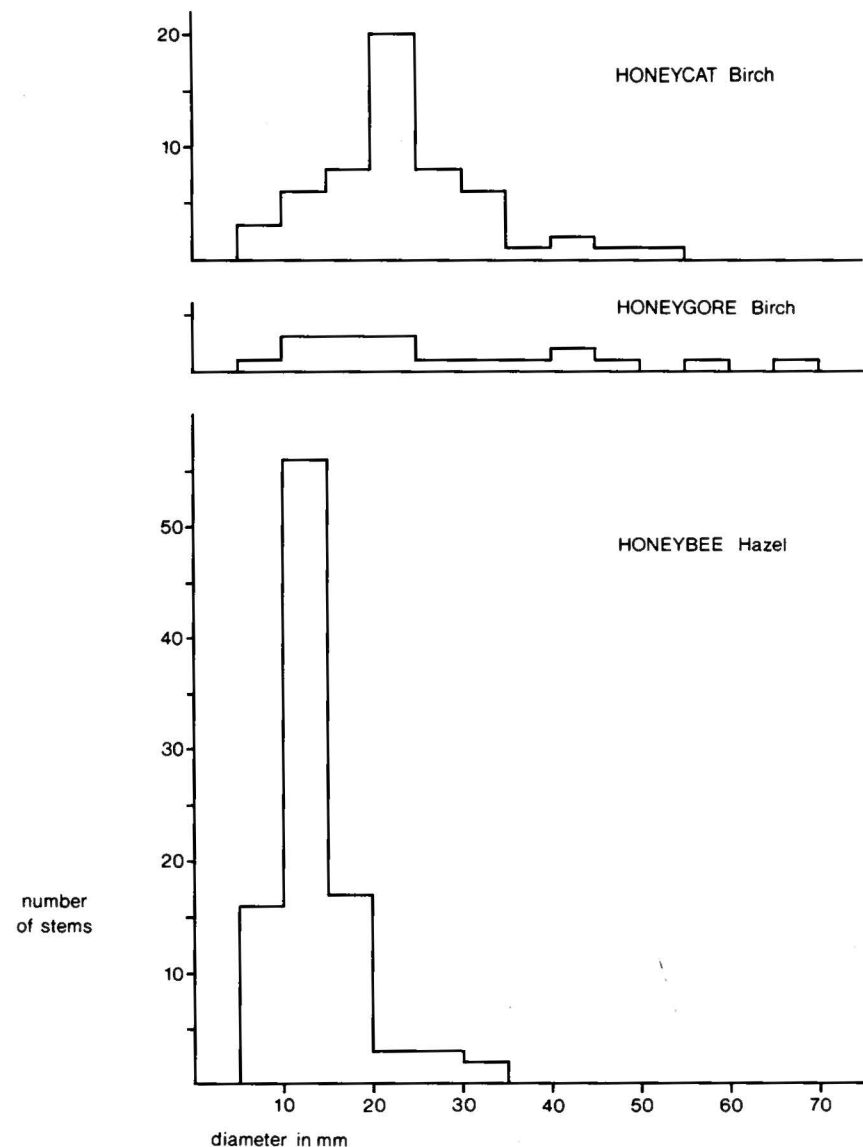 20
HONEYCAT Birch
10
HONEYGORE Birch
50
HONEYBEE Hazel
40
30
20
number
of stems
10
10 20 30 40 50 60 70
diameter in mm